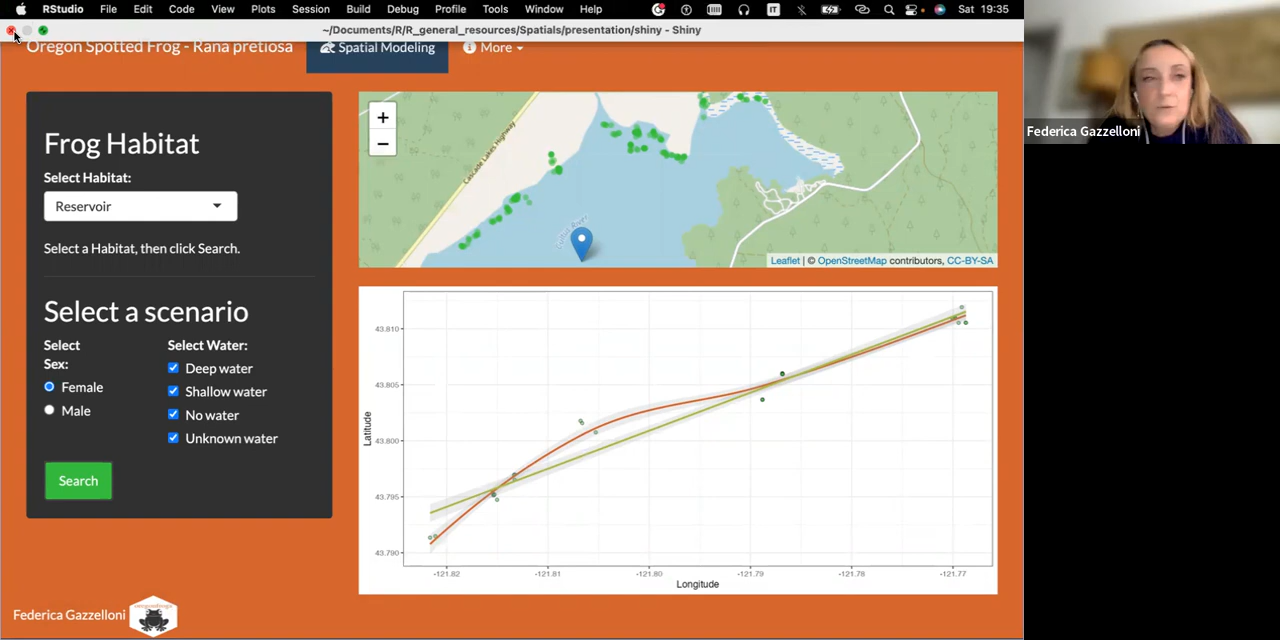 RStudio File Edit Code View Plots Session Build Debug Profile Tools Window Help IT Sat 19:35
~/Documents/R/R_general_resources/Spatials/presentation/shiny - Shiny
Oregon Spotted Frog - Rana pretiosa Spatial Modeling More
Frog Habitat
Select Habitat:
Reservoir
Select a Habitat, then click Search.
Select a scenario
Select
Sex:
Female
Male
Select Water:
Deep water
Shallow water
No water
Unknown water
Search
+
−
Cascade Lakes Highway
Leaflet | © OpenStreetMap contributors, CC-BY-SA
Latitude
43.810
43.805
43.800
43.795
43.790
-121.82 -121.81 -121.80 -121.79 -121.78 -121.77
Longitude
Federica Gazzelloni
Federica Gazzelloni